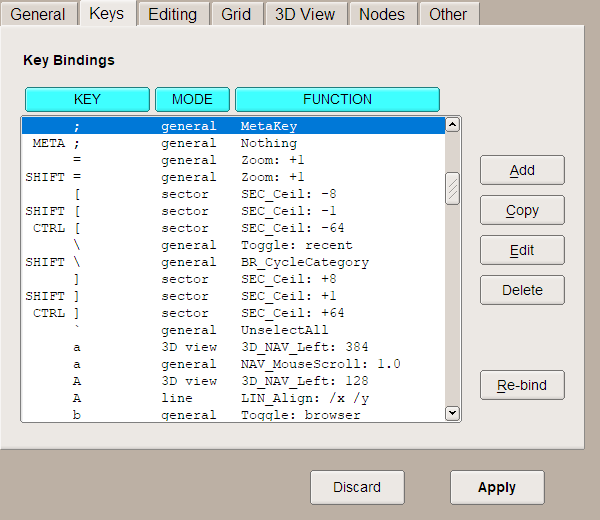 General Keys Editing Grid 3D View Nodes Other
Key Bindings
KEY MODE FUNCTION
; general MetaKey
META ; general Nothing
= general Zoom: +1
SHIFT = general Zoom: +1
[ sector SEC_Ceil: -8
SHIFT [ sector SEC_Ceil: -1
CTRL [ sector SEC_Ceil: -64
\ general Toggle: recent
SHIFT \ general BR_CycleCategory
] sector SEC_Ceil: +8
SHIFT ] sector SEC_Ceil: +1
CTRL ] sector SEC_Ceil: +64
` general UnselectAll
a 3D view 3D_NAV_Left: 384
a general NAV_MouseScroll: 1.0
A 3D view 3D_NAV_Left: 128
A line LIN_Align: /x /y
b general Toggle: browser
Add
Copy
Edit
Delete
Re-bind
Discard Apply